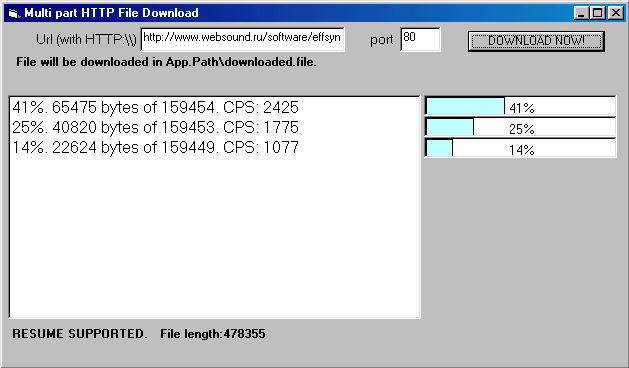 Multi part HTTP File Download
Url (with HTTP:\\) http://www.websound.ru/software/effsyn port 80 DOWNLOAD NOW!
File will be downloaded in App.Path\downloaded.file.
41%. 65475 bytes of 159454. CPS: 2425 41%
25%. 40820 bytes of 159453. CPS: 1775 25%
14%. 22624 bytes of 159449. CPS: 1077 14%
RESUME SUPPORTED. File length:478355